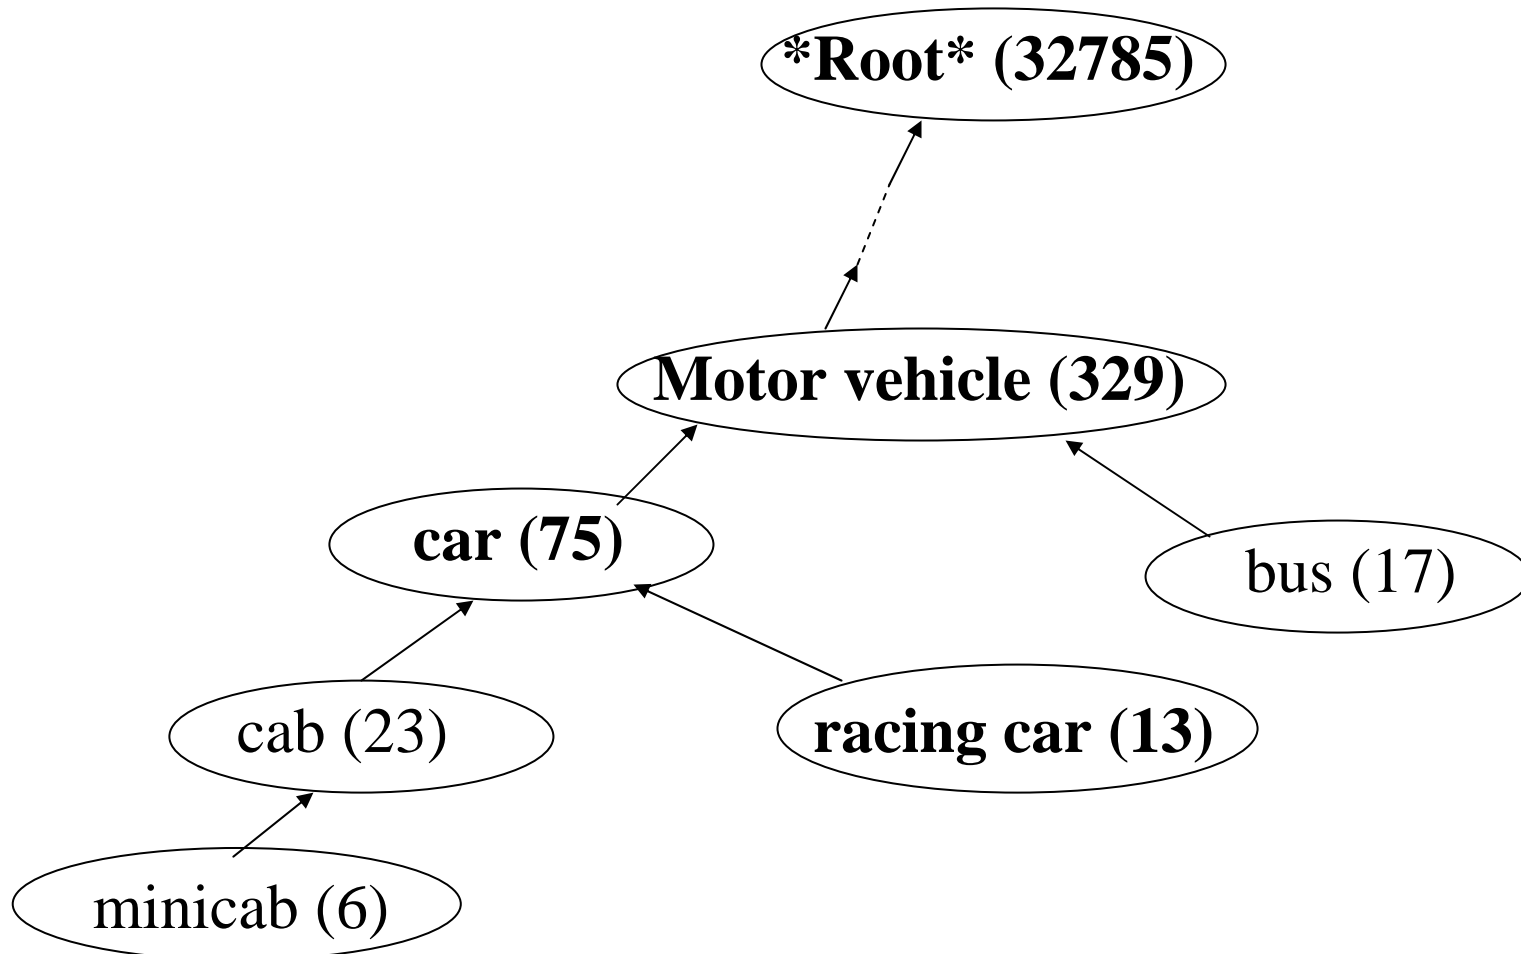 *Root* (32785)
Motor vehicle (329)
car (75)
bus (17)
cab (23)
racing car (13)
minicab (6)